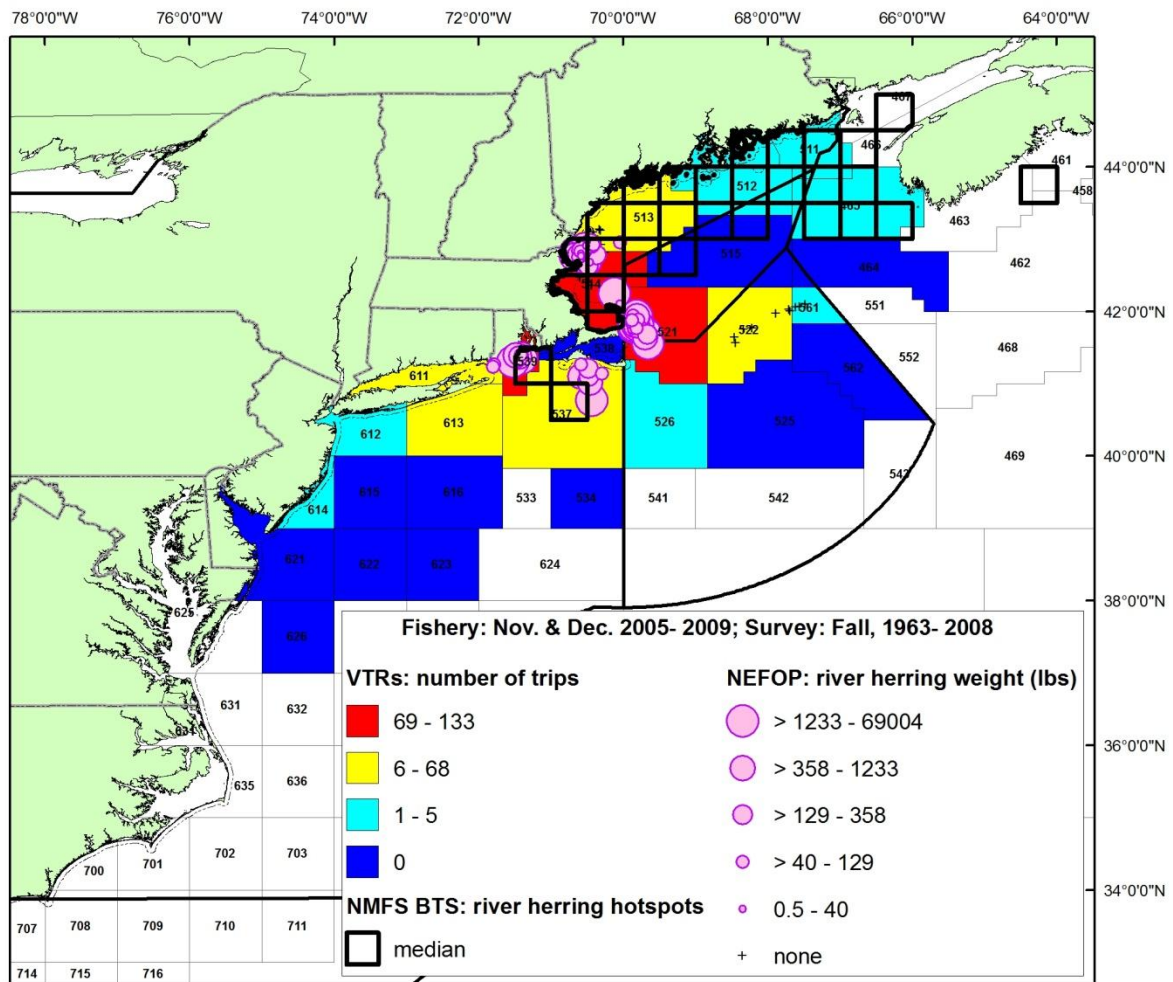 78°0'0"W 76°0'0"W 74°0'0"W 72°0'0"W 70°0'0"W 68°0'0"W 66°0'0"W 64°0'0"W
467
511 466 461
44°0'0"N
512 458
465
513 463
515 462
464
514
42°0'0"N
551
561
521 522 468
538
552
539 562
611
537
613 526 525
612
40°0'0"N
469
543
615 616 533 534 541 542
614
621 622 623 624
38°0'0"N
625
626
631 632
634
36°0'0"N
635 636
702 703
700 701
34°0'0"N
707 708 709 710 711
714 715 716
Fishery: Nov. & Dec. 2005- 2009; Survey: Fall, 1963- 2008
VTRs: number of trips
69 - 133
6 - 68
1 - 5
0
NMFS BTS: river herring hotspots
median
NEFOP: river herring weight (lbs)
> 1233 - 69004
> 358 - 1233
> 129 - 358
> 40 - 129
0.5 - 40
none